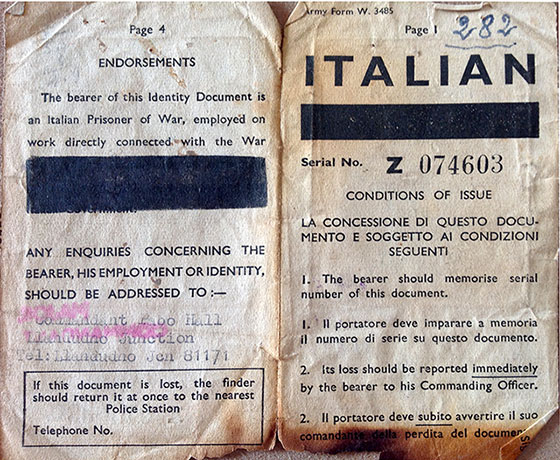 Page 4
ENDORSEMENTS
The bearer of this Identity Document is
an Italian Prisoner of War, employed on
work directly connected with the War
ANY ENQUIRIES CONCERNING THE
BEARER, HIS EMPLOYMENT OR IDENTITY,
SHOULD BE ADDRESSED TO :—
Commandant Hall
Llandudno Junction
Tel:Llandudno Jcn 81171
If this document is lost, the finder
should return it at once to the nearest
Police Station
Telephone No.
Army Form W. 3485
Page 1
282
ITALIAN
Serial No. Z 074603
CONDITIONS OF ISSUE
LA CONCESSIONE DI QUESTO DOCU-
MENTO E SOGGETTO AI CONDIZIONI
SEGUENTI
1. The bearer should memorise serial
number of this document.
1. Il portatore deve imparare a memoria
il numero di serie su questo documento.
2. Its loss should be reported immediately
by the bearer to his Commanding Officer.
2. Il portatore deve subito avvertire il suo
comandante della perdita del document